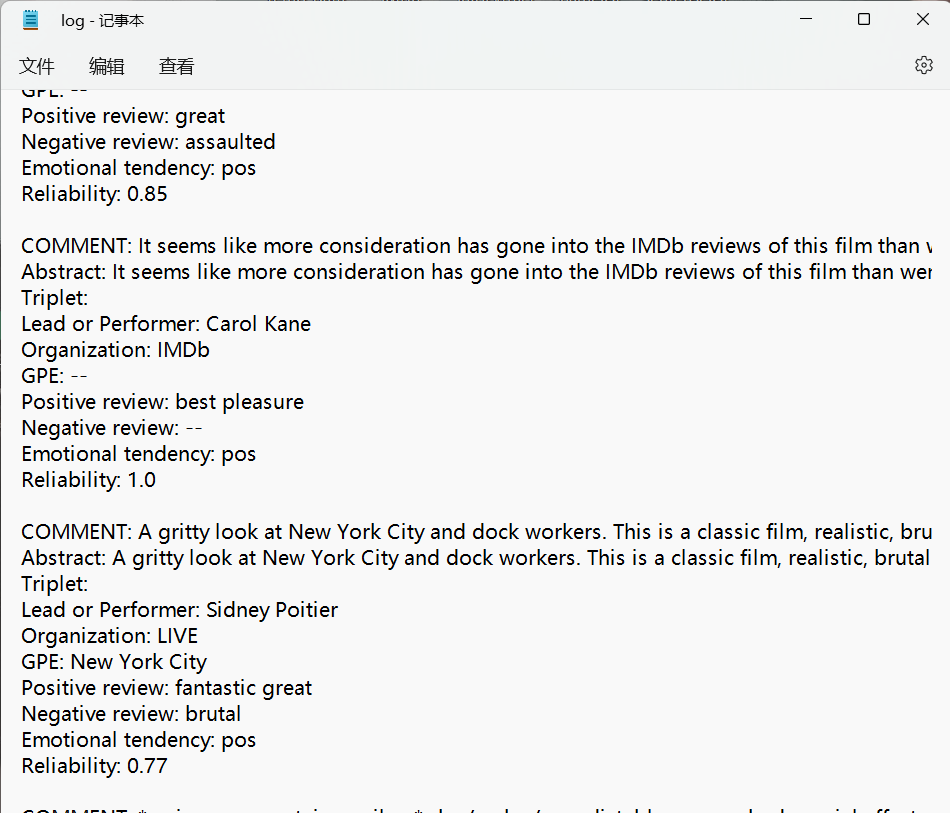 log - 记事本
文件 编辑 查看
GPE: --
Positive review: great
Negative review: assaulted
Emotional tendency: pos
Reliability: 0.85
COMMENT: It seems like more consideration has gone into the IMDb reviews of this film than
Abstract: It seems like more consideration has gone into the IMDb reviews of this film than wer
Triplet:
Lead or Performer: Carol Kane
Organization: IMDb
GPE: --
Positive review: best pleasure
Negative review: --
Emotional tendency: pos
Reliability: 1.0
COMMENT: A gritty look at New York City and dock workers. This is a classic film, realistic, bru
Abstract: A gritty look at New York City and dock workers. This is a classic film, realistic, brutal
Triplet:
Lead or Performer: Sidney Poitier
Organization: LIVE
GPE: New York City
Positive review: fantastic great
Negative review: brutal
Emotional tendency: pos
Reliability: 0.77
COMMENT: